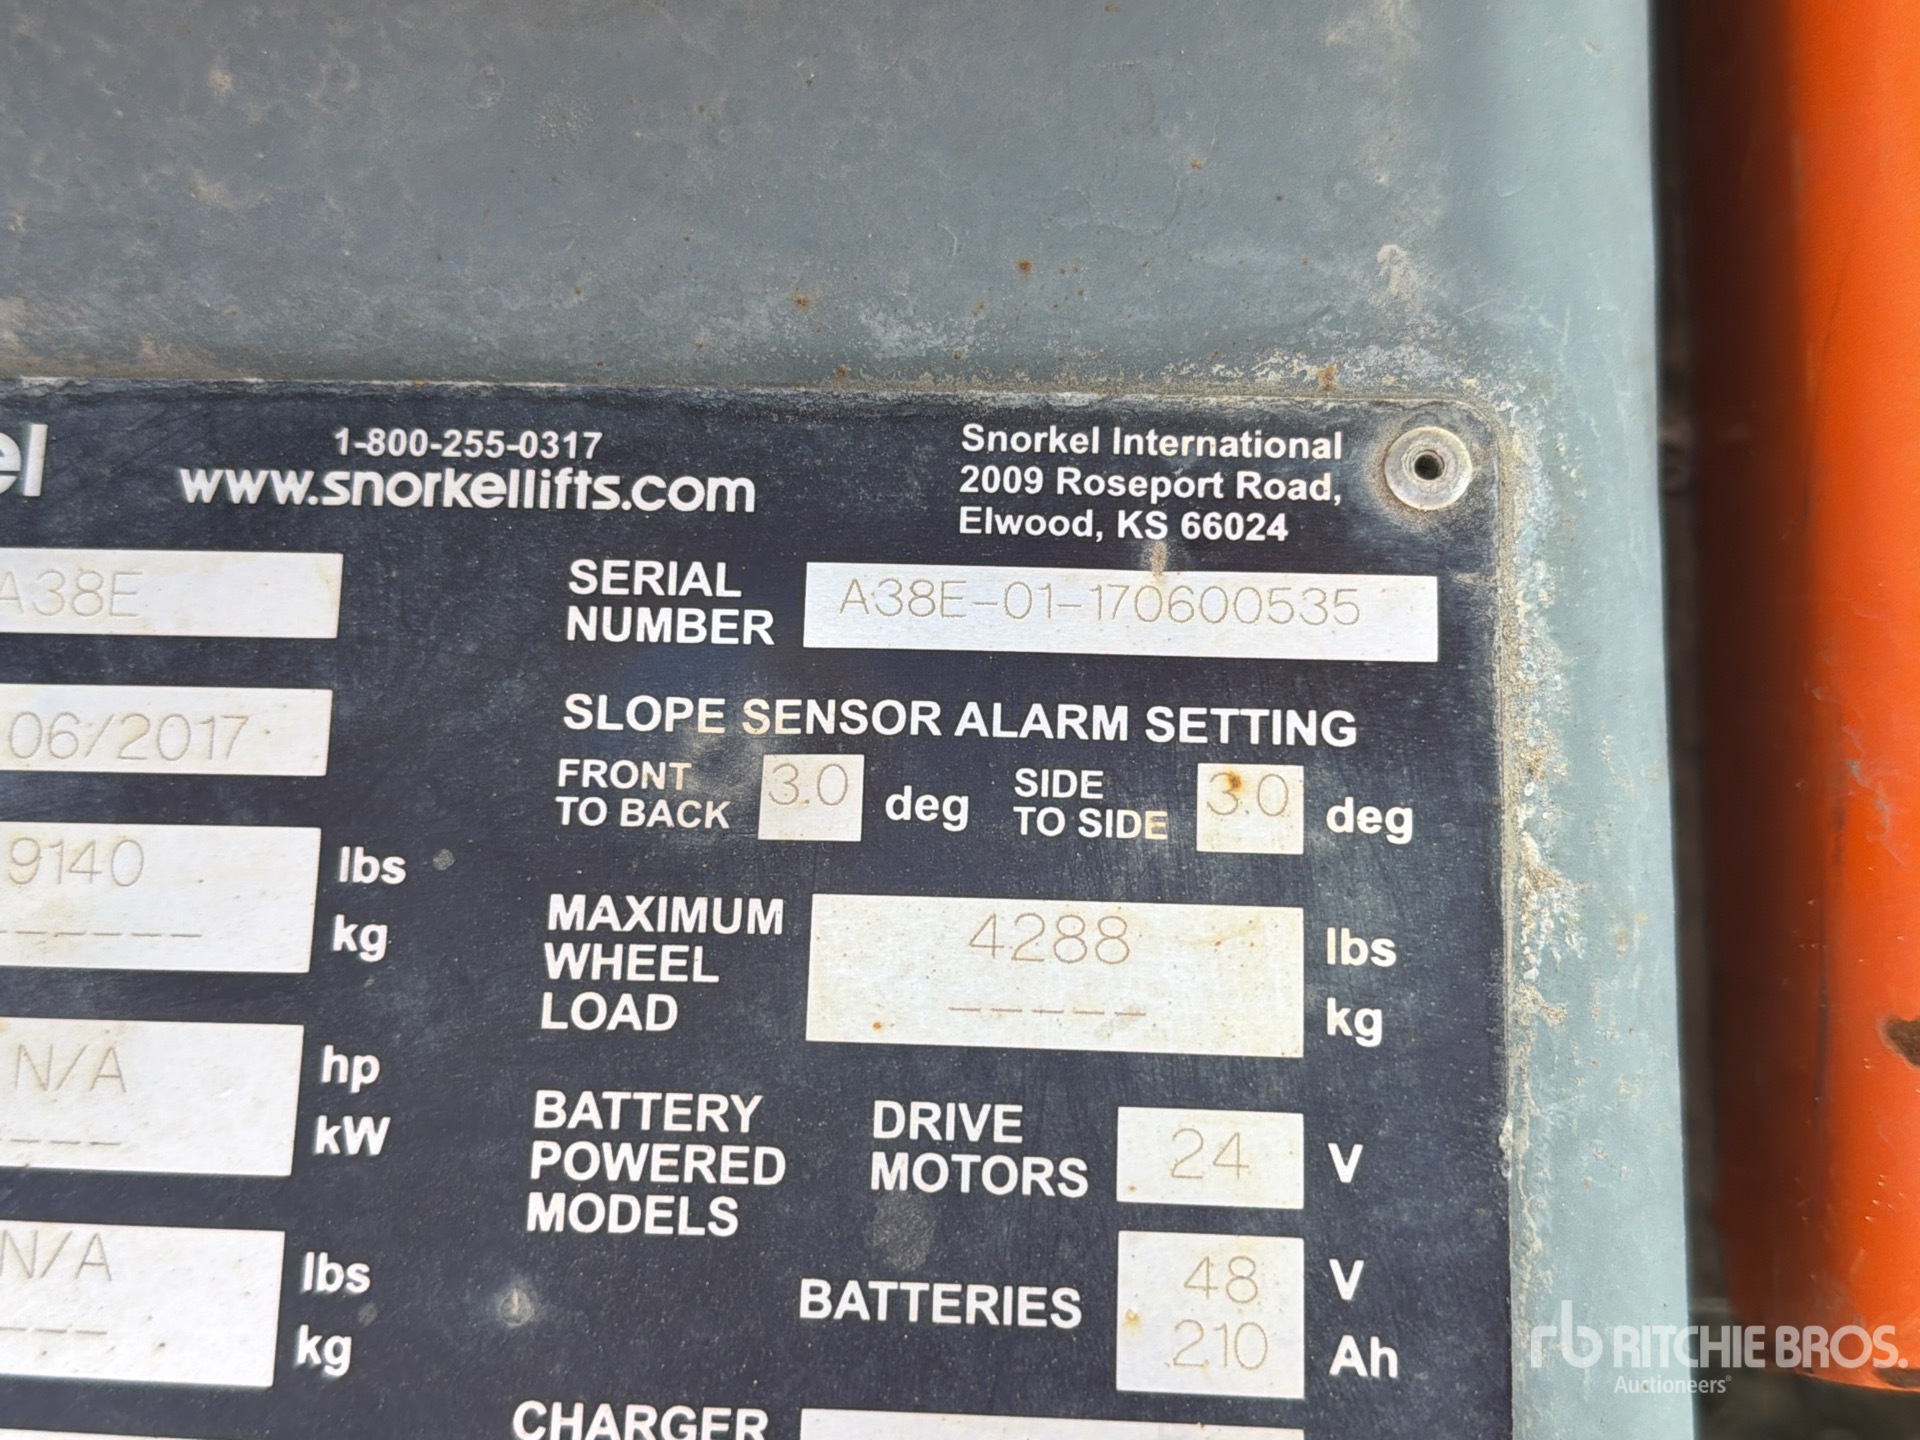 el
1-800-255-0317
www.snorkellifts.com
Snorkel International
2009 Roseport Road,
Elwood, KS 66024
A38E
SERIAL
NUMBER
A38E-01-170600535
06/2017
SLOPE SENSOR ALARM SETTING
FRONT
TO BACK
3.0
deg
SIDE
TO SIDE
3.0
deg
9140
lbs
------
kg
MAXIMUM
WHEEL
LOAD
4288
lbs
-----
kg
N/A
hp
---
kW
BATTERY
POWERED
MODELS
DRIVE
MOTORS
24
V
N/A
lbs
---
kg
BATTERIES
48
V
210
Ah
CHARGER
rb RITCHIE BROS.
Auctioneers